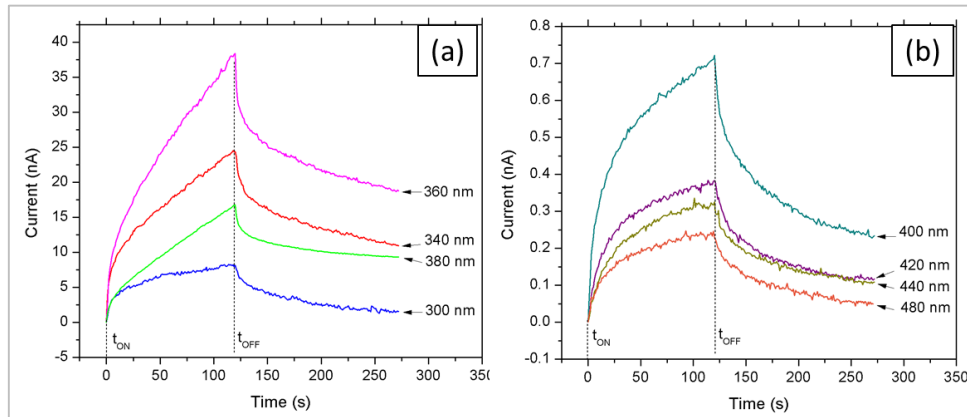 (a)
40
35
30
25
20
15
10
5
0
-5
Current (nA)
360 nm
340 nm
380 nm
300 nm
tON
tOFF
0 50 100 150 200 250 300 350
Time (s)
(b)
0.8
0.7
0.6
0.5
0.4
0.3
0.2
0.1
0.0
-0.1
Current (nA)
400 nm
420 nm
440 nm
480 nm
tON
tOFF
0 50 100 150 200 250 300 350
Time (s)